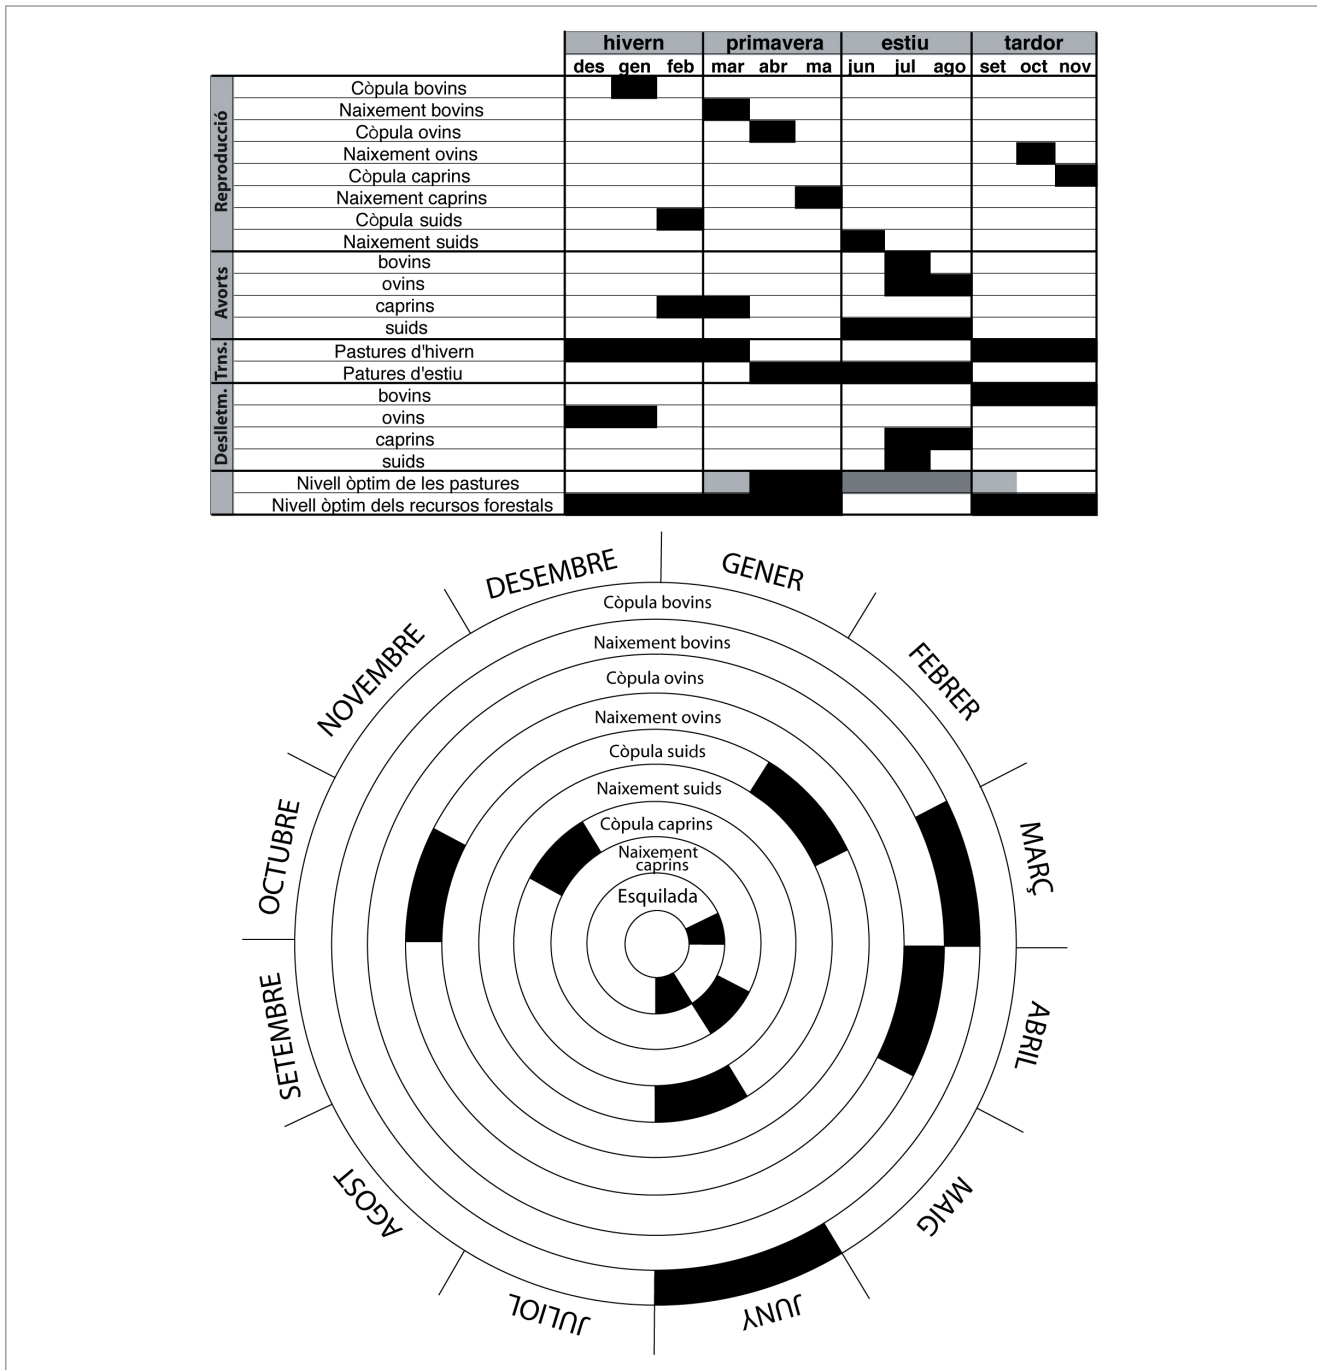 hivern primavera estiu tardor
des gen feb mar abr ma jun jul ago set oct nov
Reproducció
Còpula bovins
Naixement bovins
Còpula ovins
Naixement ovins
Còpula caprins
Naixement caprins
Còpula suids
Naixement suids
Avorts
bovins
ovins
caprins
suids
Trns.
Pastures d'hivern
Patures d'estiu
Deslletm.
bovins
ovins
caprins
suids
Nivell òptim de les pastures
Nivell òptim dels recursos forestals
DESEMBRE
GENER
FEBRER
MARÇ
ABRIL
MAIG
JUNY
JULIOL
AGOST
SETEMBRE
OCTUBRE
NOVEMBRE
Còpula bovins
Naixement bovins
Còpula ovins
Naixement ovins
Còpula suids
Naixement suids
Còpula caprins
Naixement
caprins
Esquilada